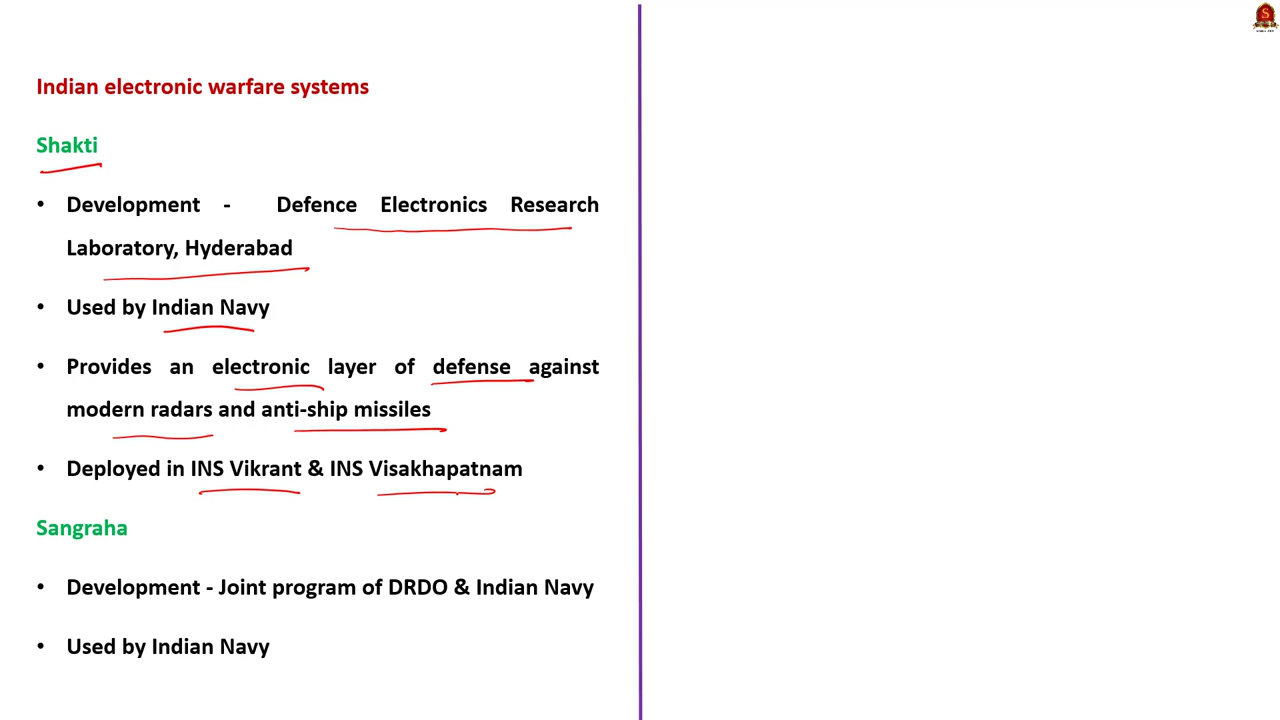 Indian electronic warfare systems
Shakti
• Development - Defence Electronics Research
Laboratory, Hyderabad
• Used by Indian Navy
• Provides an electronic layer of defense against
modern radars and anti-ship missiles
• Deployed in INS Vikrant & INS Visakhapatnam
Sangraha
• Development - Joint program of DRDO & Indian Navy
• Used by Indian Navy
S